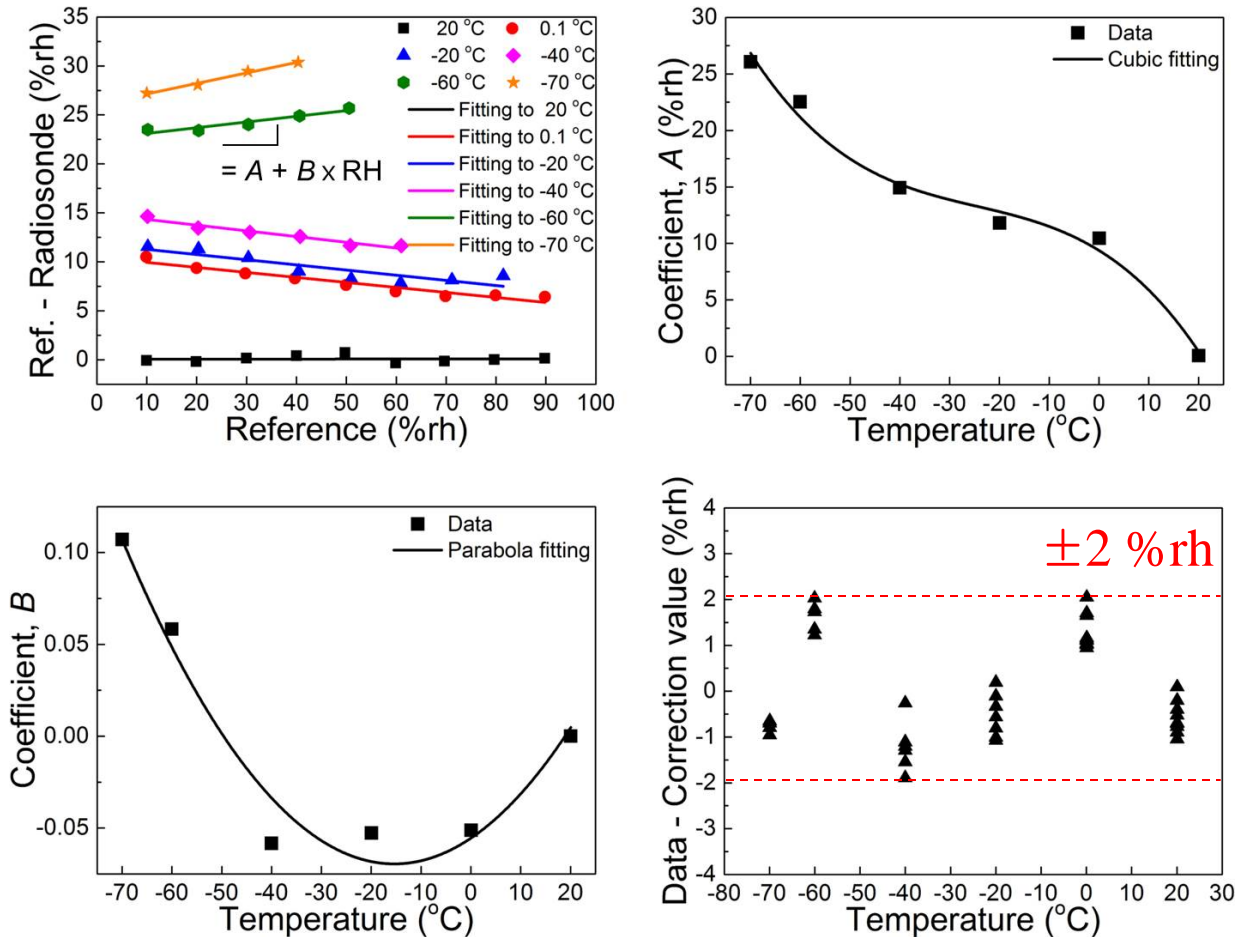 35
30
25
20
15
10
5
0
Ref. - Radiosonde (%rh)
20 °C
0.1 °C
-20 °C
-40 °C
-60 °C
-70 °C
Fitting to 20 °C
Fitting to 0.1 °C
Fitting to -20 °C
Fitting to -40 °C
Fitting to -60 °C
Fitting to -70 °C
= A + B x RH
0 10 20 30 40 50 60 70 80 90 100
Reference (%rh)
30
25
20
15
10
5
0
Coefficient, A (%rh)
Data
Cubic fitting
-70 -60 -50 -40 -30 -20 -10 0 10 20
Temperature (°C)
0.10
0.05
0.00
-0.05
Coefficient, B
Data
Parabola fitting
-70 -60 -50 -40 -30 -20 -10 0 10 20
Temperature (°C)
4
3
2
1
0
-1
-2
-3
-4
Data - Correction value (%rh)
±2 %rh
-80 -70 -60 -50 -40 -30 -20 -10 0 10 20 30
Temperature (°C)